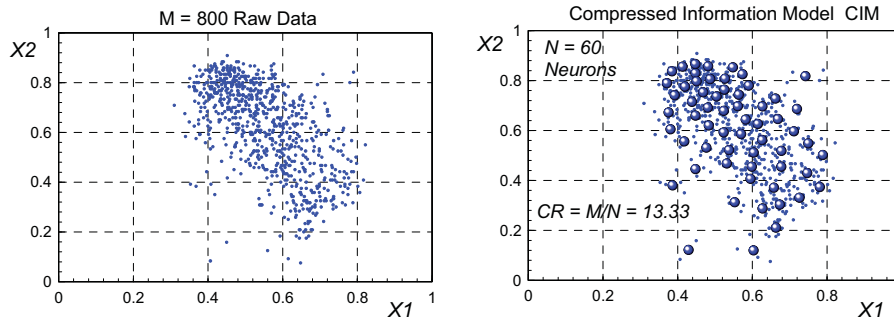 M = 800 Raw Data
X2
1
0.8
0.6
0.4
0.2
0
0
0.2
0.4
0.6
0.8
1
X1
Compressed Information Model CIM
X2
N = 60
Neurons
CR = M/N = 13.33
1
0.8
0.6
0.4
0.2
0
0
0.2
0.4
0.6
0.8
X1